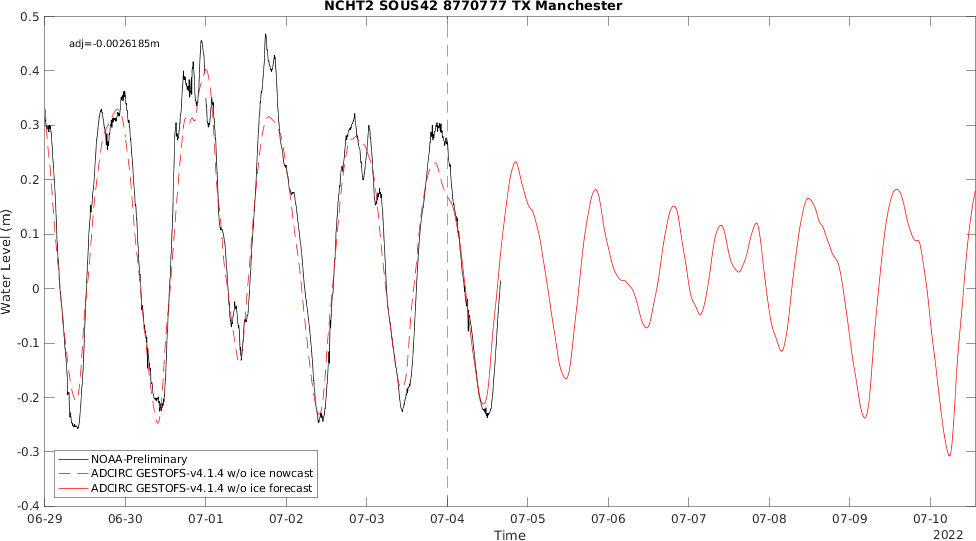 NCHT2 SOUS42 8770777 TX Manchester
adj=-0.0026185m
0.5
0.4
0.3
0.2
0.1
0
-0.1
-0.2
-0.3
-0.4
Water Level (m)
NOAA-Preliminary
ADCIRC GESTOFS-v4.1.4 w/o ice nowcast
ADCIRC GESTOFS-v4.1.4 w/o ice forecast
06-29 06-30 07-01 07-02 07-03 07-04 07-05 07-06 07-07 07-08 07-09 07-10
Time
2022